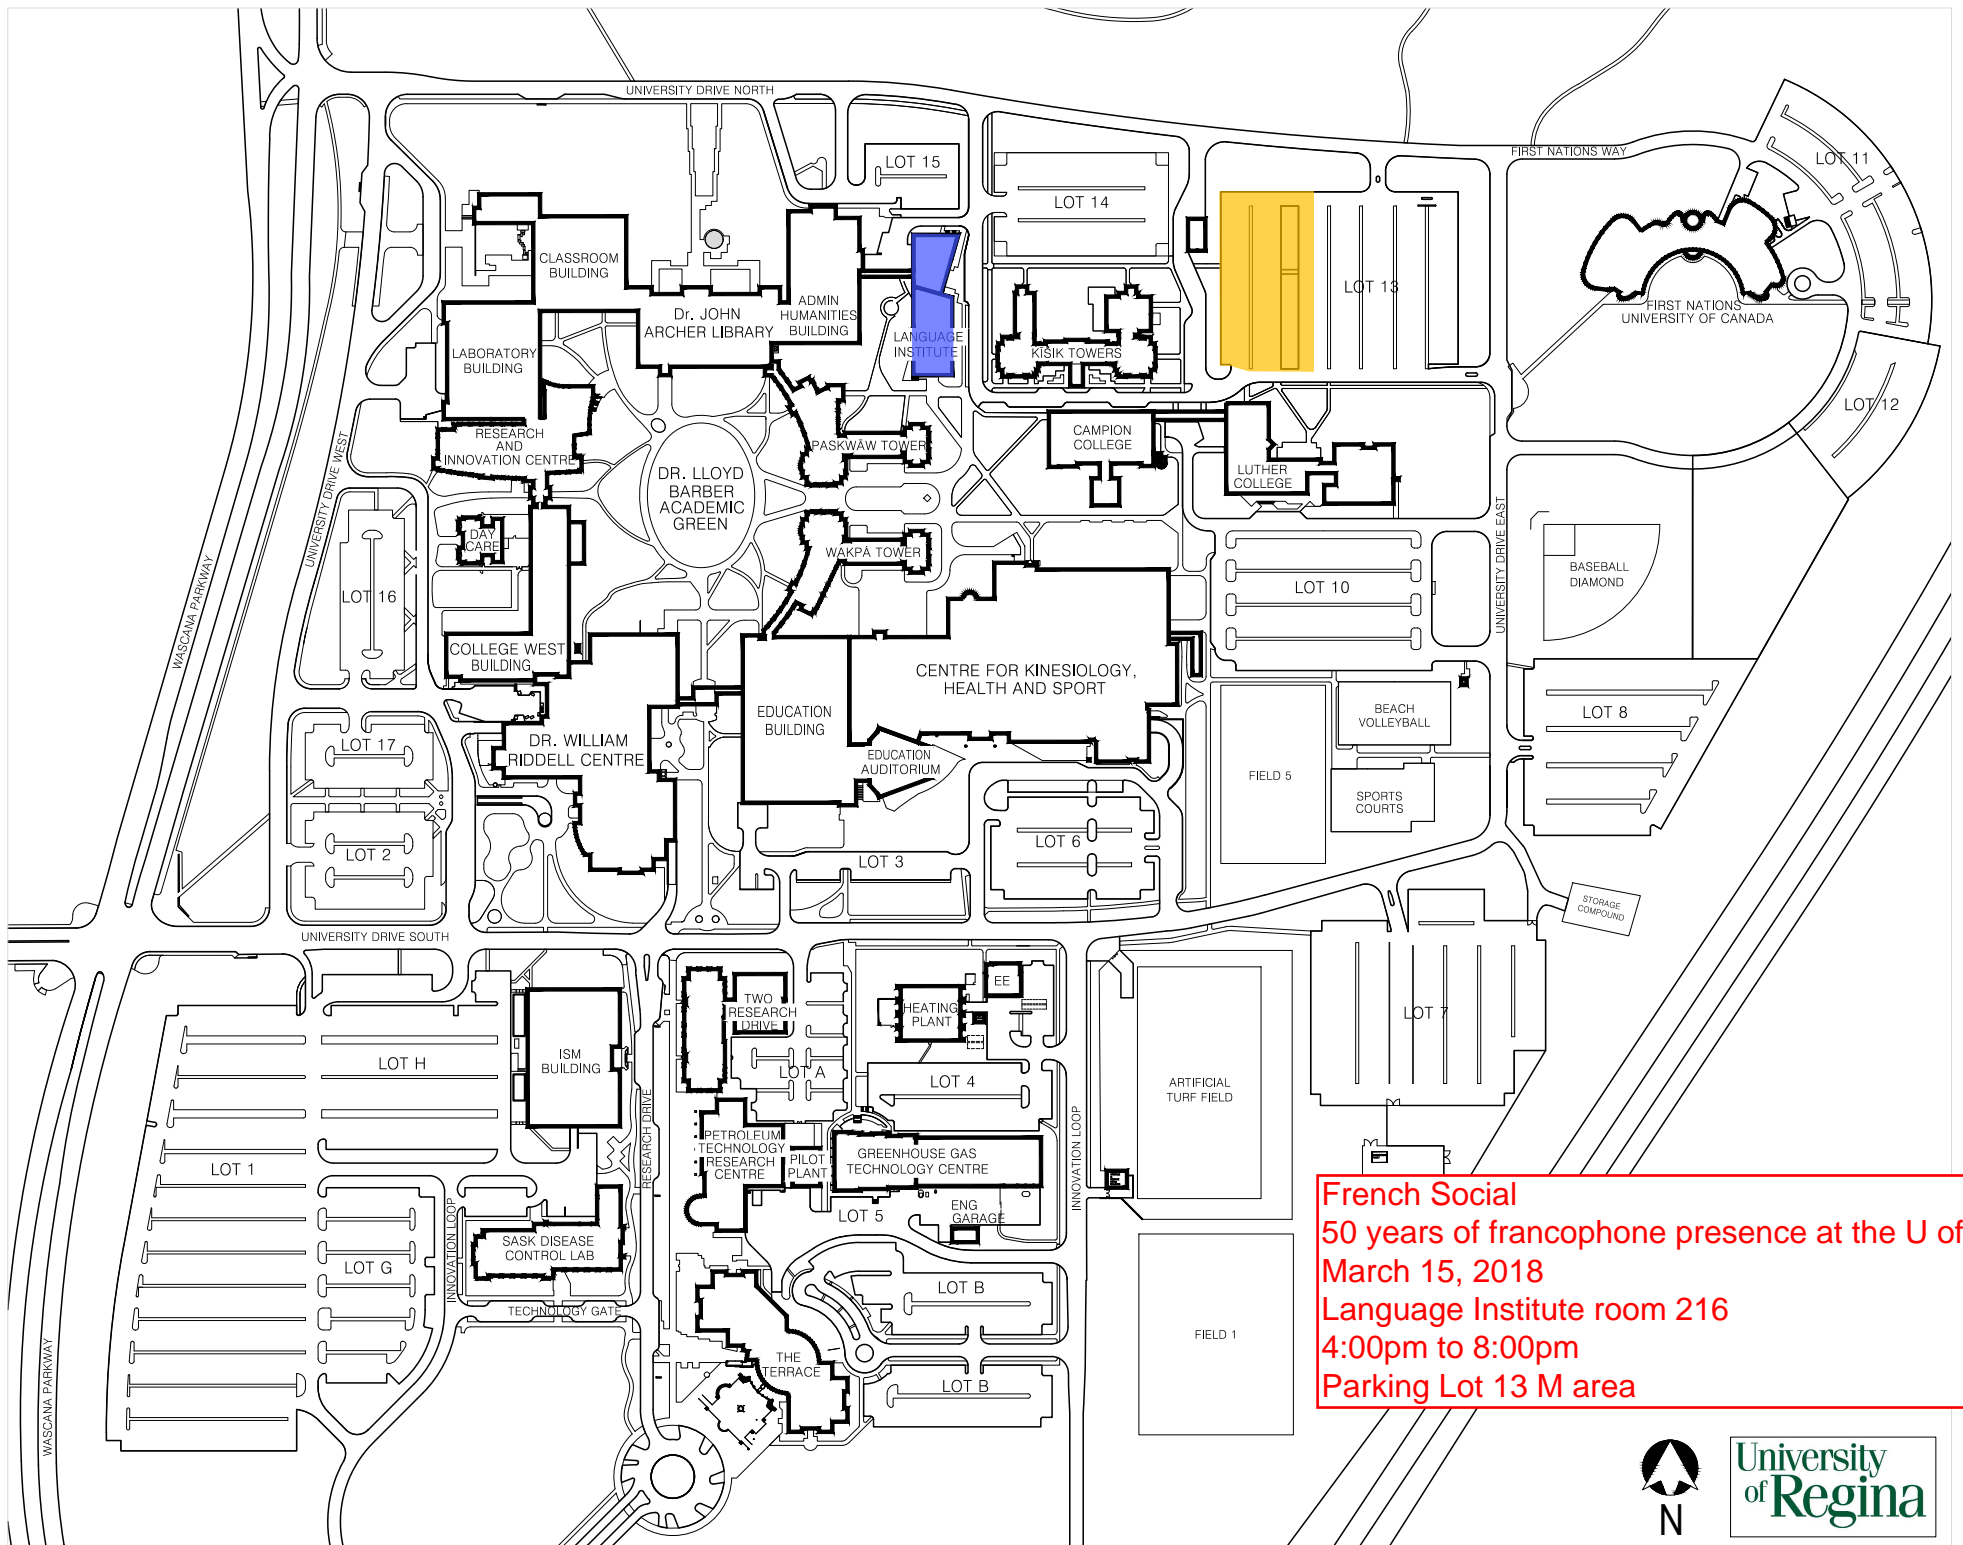 UNIVERSITY DRIVE NORTH
FIRST NATIONS WAY
LOT 11
LOT 15
LOT 14
CLASSROOM
BUILDING
ADMIN
HUMANITIES
BUILDING
Dr. JOHN
ARCHER LIBRARY
LANGUAGE
INSTITUTE
KĪSIK TOWERS
LOT 13
FIRST NATIONS
UNIVERSITY OF CANADA
LABORATORY
BUILDING
LOT 12
RESEARCH
AND
INNOVATION CENTRE
PASKWĀW TOWER
CAMPION
COLLEGE
LUTHER
COLLEGE
DR. LLOYD
BARBER
ACADEMIC
GREEN
UNIVERSITY DRIVE WEST
WASCANA PARKWAY
DAY
CARE
WAKPĀ TOWER
LOT 16
LOT 10
UNIVERSITY DRIVE EAST
BASEBALL
DIAMOND
COLLEGE WEST
BUILDING
CENTRE FOR KINESIOLOGY,
HEALTH AND SPORT
EDUCATION
BUILDING
BEACH
VOLLEYBALL
LOT 8
LOT 17
DR. WILLIAM
RIDDELL CENTRE
EDUCATION
AUDITORIUM
FIELD 5
SPORTS
COURTS
LOT 2
LOT 3
LOT 6
STORAGE
COMPOUND
UNIVERSITY DRIVE SOUTH
TWO
RESEARCH
DRIVE
HEATING
PLANT
EE
LOT 7
LOT H
ISM
BUILDING
LOT A
LOT 4
ARTIFICIAL
TURF FIELD
RESEARCH DRIVE
INNOVATION LOOP
PETROLEUM
TECHNOLOGY
RESEARCH
CENTRE
PILOT
PLANT
GREENHOUSE GAS
TECHNOLOGY CENTRE
LOT 1
LOT 5
ENG
GARAGE
INNOVATION LOOP
SASK DISEASE
CONTROL LAB
LOT G
LOT B
TECHNOLOGY GATE
THE
TERRACE
LOT B
FIELD 1
WASCANA PARKWAY
French Social
50 years of francophone presence at the U of
March 15, 2018
Language Institute room 216
4:00pm to 8:00pm
Parking Lot 13 M area
N
University
of Regina